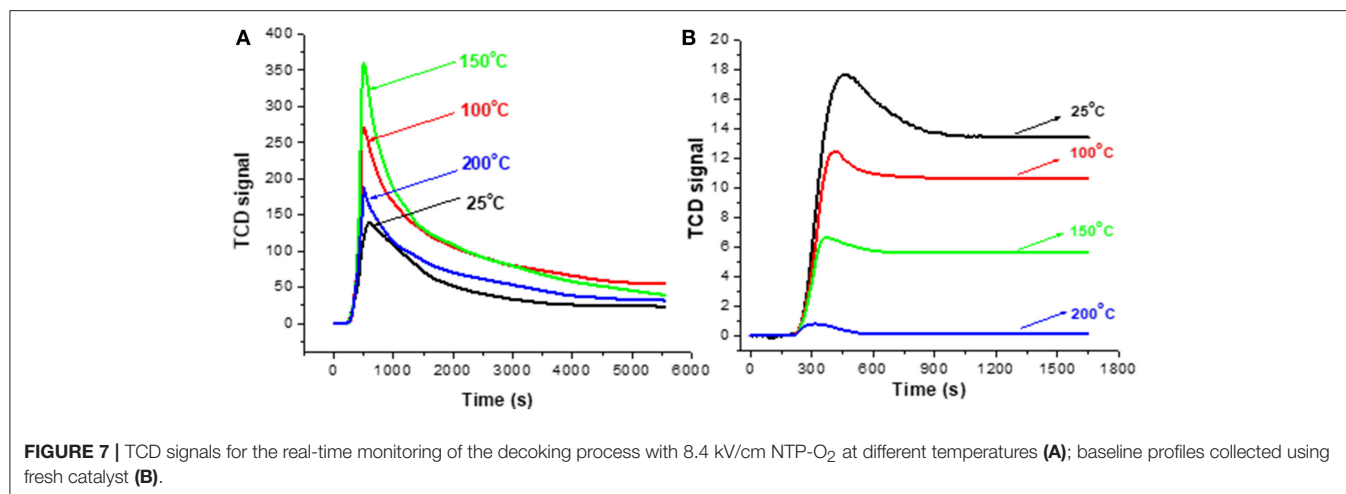 A
TCD signal
400
350
300
250
200
150
100
50
0
150°C
100°C
200°C
25°C
0 1000 2000 3000 4000 5000 6000
Time (s)
B
TCD signal
20
18
16
14
12
10
8
6
4
2
0
25°C
100°C
150°C
200°C
0 300 600 900 1200 1500 1800
Time (s)
FIGURE 7 | TCD signals for the real-time monitoring of the decoking process with 8.4 kV/cm NTP-O₂ at different temperatures (A); baseline profiles collected using
fresh catalyst (B).